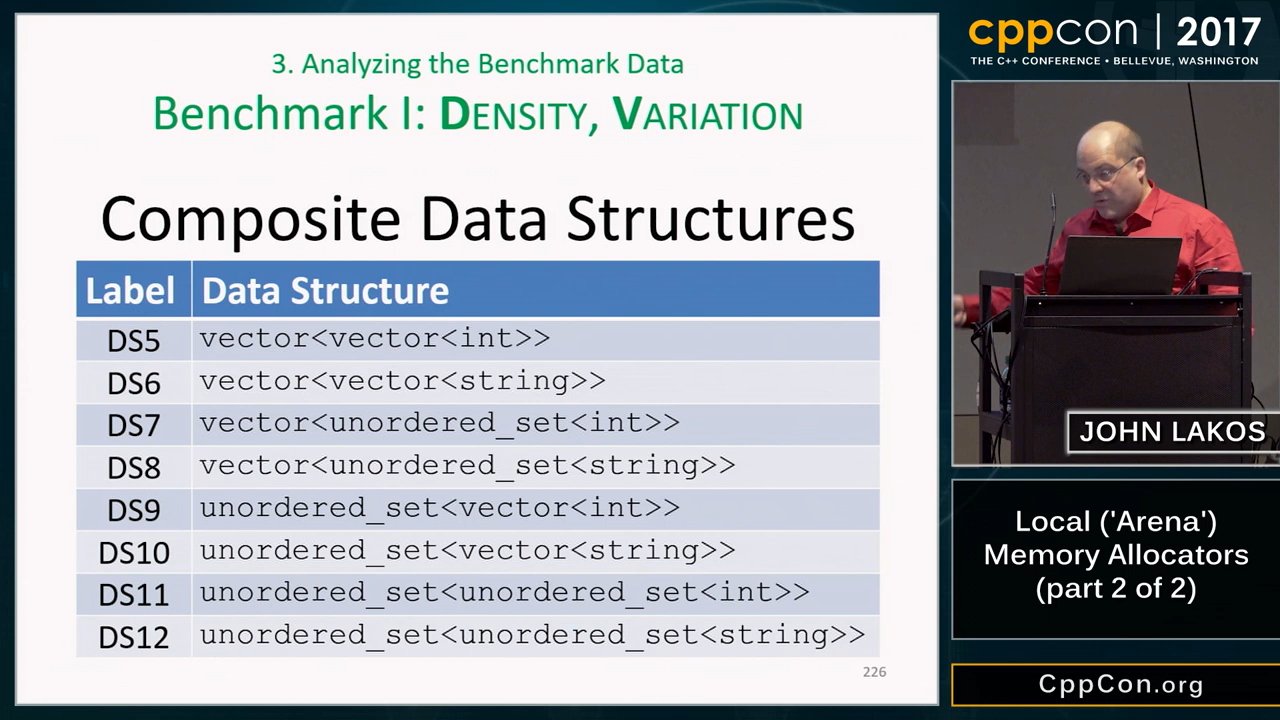 3. Analyzing the Benchmark Data
Benchmark I: DENSITY, VARIATION
Composite Data Structures
Label Data Structure
DS5 vector<vector<int>>
DS6 vector<vector<string>>
DS7 vector<unordered_set<int>>
DS8 vector<unordered_set<string>>
DS9 unordered_set<vector<int>>
DS10 unordered_set<vector<string>>
DS11 unordered_set<unordered_set<int>>
DS12 unordered_set<unordered_set<string>>
226
cppcon | 2017
THE C++ CONFERENCE • BELLEVUE, WASHINGTON
JOHN LAKOS
Local ('Arena')
Memory Allocators
(part 2 of 2)
CppCon.org